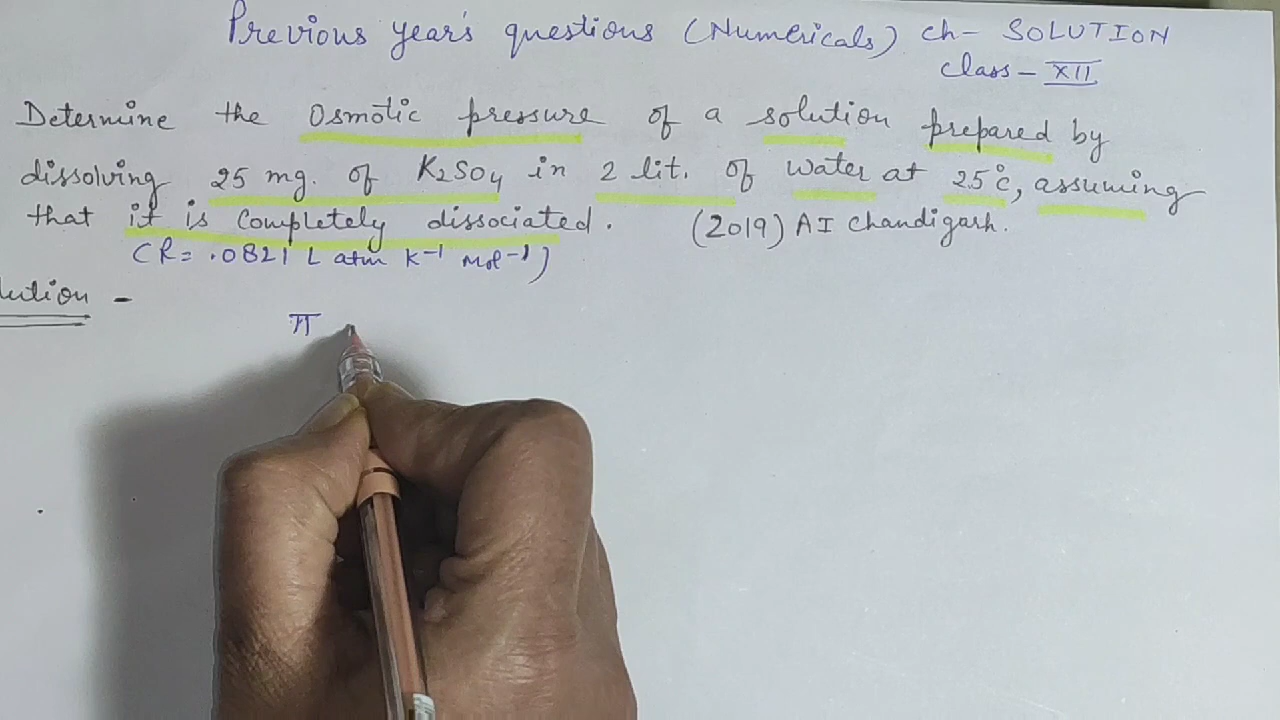 Previous year's questions (Numericals) ch- SOLUTION
class - XII
Determine the Osmotic pressure of a solution prepared by
dissolving 25 mg. of K2SO4 in 2 lit. of water at 25°c, assuming
that it is completely dissociated. (2019) AI Chandigarh.
(R= .0821 L atm K⁻¹ mol⁻¹)
lution -
π